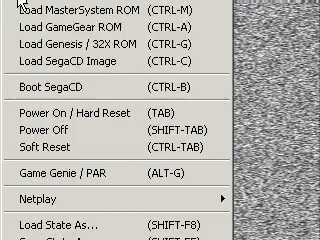 Load MasterSystem ROM (CTRL-M)
Load GameGear ROM (CTRL-A)
Load Genesis / 32X ROM (CTRL-G)
Load SegaCD Image (CTRL-C)
Boot SegaCD (CTRL-B)
Power On / Hard Reset (TAB)
Power Off (SHIFT-TAB)
Soft Reset (CTRL-TAB)
Game Genie / PAR (ALT-G)
Netplay
Load State As... (SHIFT-F8)